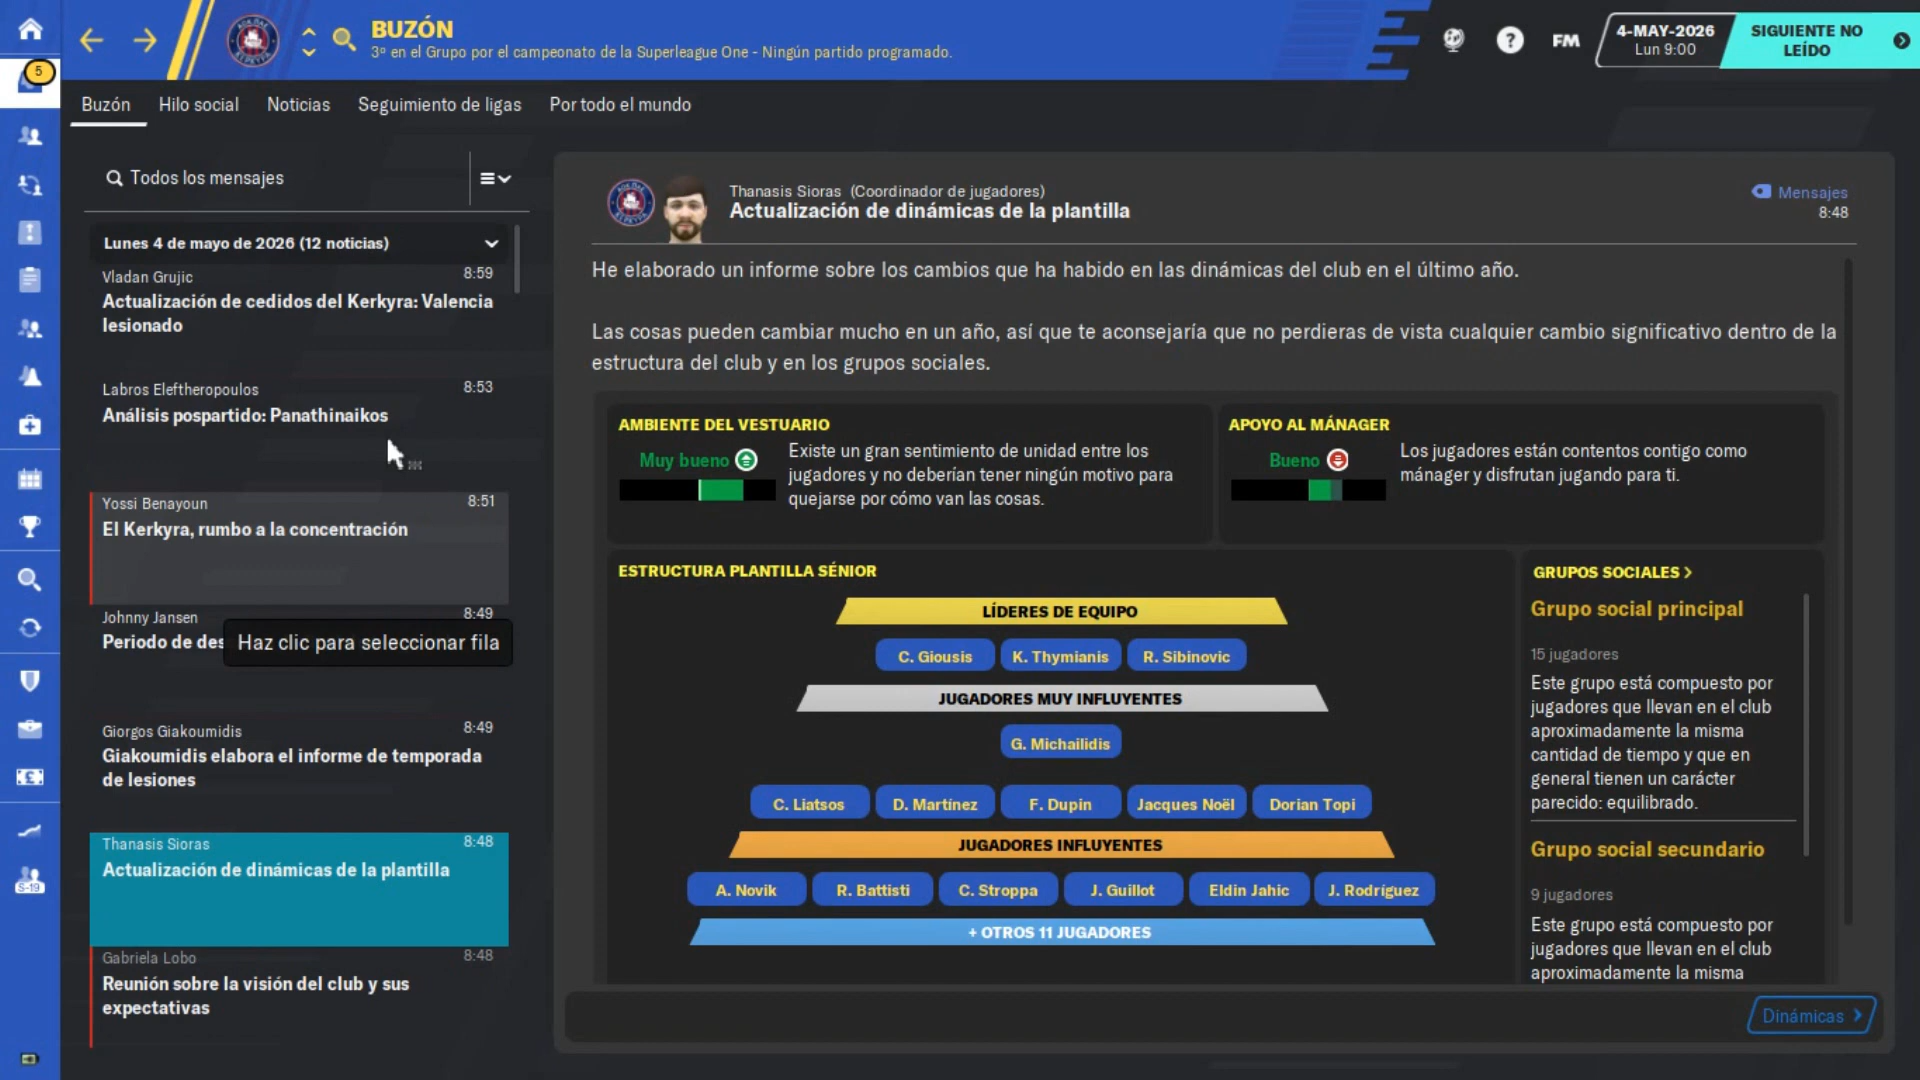 BUZÓN
3º en el Grupo por el campeonato de la Superleague One - Ningún partido programado.
FM
4-MAY-2026
Lun 9:00
SIGUIENTE NO
LEÍDO
5
Buzón
Hilo social
Noticias
Seguimiento de ligas
Por todo el mundo
Todos los mensajes
Lunes 4 de mayo de 2026 (12 noticias)
Vladan Grujic 8:59
Actualización de cedidos del Kerkyra: Valencia
lesionado
Labros Eleftheropoulos 8:53
Análisis pospartido: Panathinaikos
Yossi Benayoun 8:51
El Kerkyra, rumbo a la concentración
Johnny Jansen 8:49
Periodo de des
Haz clic para seleccionar fila
Giorgos Giakoumidis 8:49
Giakoumidis elabora el informe de temporada
de lesiones
Thanasis Sioras 8:48
Actualización de dinámicas de la plantilla
Gabriela Lobo 8:48
Reunión sobre la visión del club y sus
expectativas
S-19
Thanasis Sioras (Coordinador de jugadores)
Actualización de dinámicas de la plantilla
Mensajes
8:48
He elaborado un informe sobre los cambios que ha habido en las dinámicas del club en el último año.
Las cosas pueden cambiar mucho en un año, así que te aconsejaría que no perdieras de vista cualquier cambio significativo dentro de la
estructura del club y en los grupos sociales.
AMBIENTE DEL VESTUARIO
Muy bueno
Existe un gran sentimiento de unidad entre los
jugadores y no deberían tener ningún motivo para
quejarse por cómo van las cosas.
APOYO AL MÁNAGER
Bueno
Los jugadores están contentos contigo como
mánager y disfrutan jugando para ti.
ESTRUCTURA PLANTILLA SÉNIOR
LÍDERES DE EQUIPO
C. Giousis
K. Thymianis
R. Sibinovic
JUGADORES MUY INFLUYENTES
G. Michailidis
C. Liatsos
D. Martínez
F. Dupin
Jacques Noël
Dorian Topi
JUGADORES INFLUYENTES
A. Novik
R. Battisti
C. Stroppa
J. Guillot
Eldin Jahic
J. Rodríguez
+ OTROS 11 JUGADORES
GRUPOS SOCIALES
Grupo social principal
15 jugadores
Este grupo está compuesto por
jugadores que llevan en el club
aproximadamente la misma
cantidad de tiempo y que en
general tienen un carácter
parecido: equilibrado.
Grupo social secundario
9 jugadores
Este grupo está compuesto por
jugadores que llevan en el club
aproximadamente la misma
Dinámicas